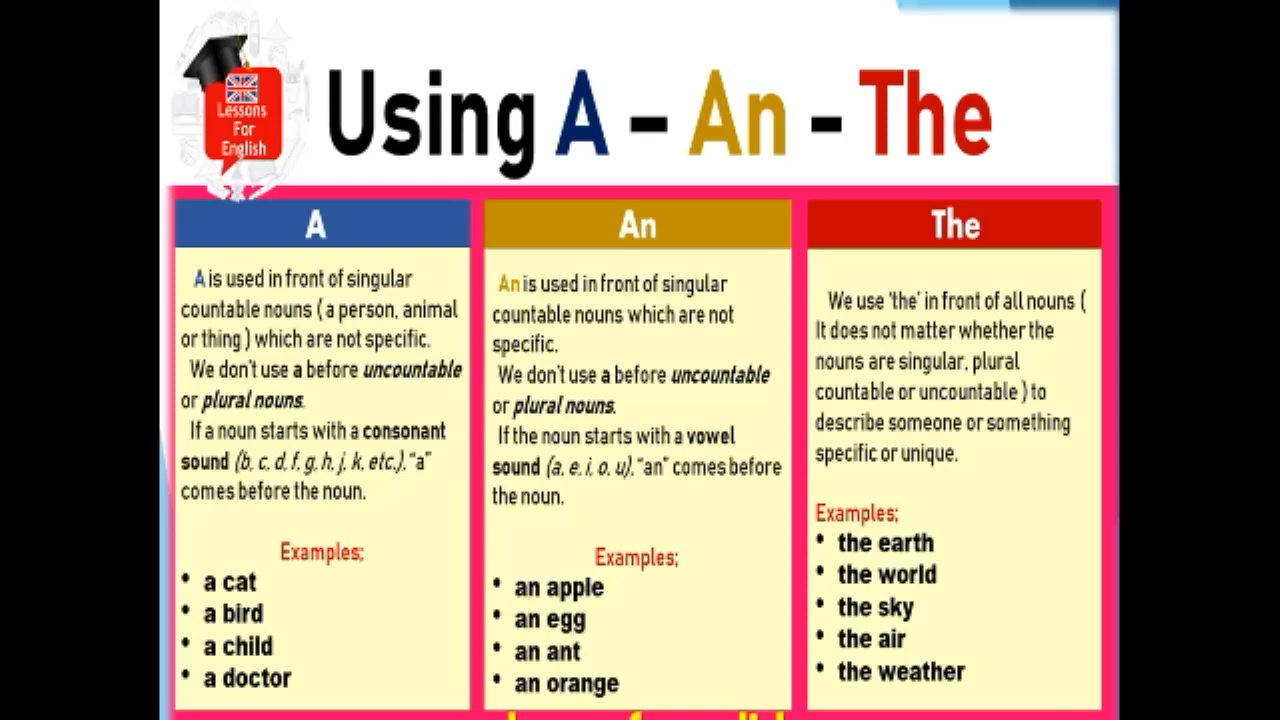 Lessons
For
English
Using A – An – The
A
A is used in front of singular
countable nouns ( a person, animal
or thing ) which are not specific.
We don't use a before uncountable
or plural nouns.
If a noun starts with a consonant
sound (b, c, d, f, g, h, j, k, etc.), "a"
comes before the noun.
Examples;
• a cat
• a bird
• a child
• a doctor
An
An is used in front of singular
countable nouns which are not
specific.
We don't use a before uncountable
or plural nouns.
If the noun starts with a vowel
sound (a, e, i, o, u), "an" comes before
the noun.
Examples;
• an apple
• an egg
• an ant
• an orange
The
We use 'the' in front of all nouns (
It does not matter whether the
nouns are singular, plural
countable or uncountable ) to
describe someone or something
specific or unique.
Examples;
• the earth
• the world
• the sky
• the air
• the weather